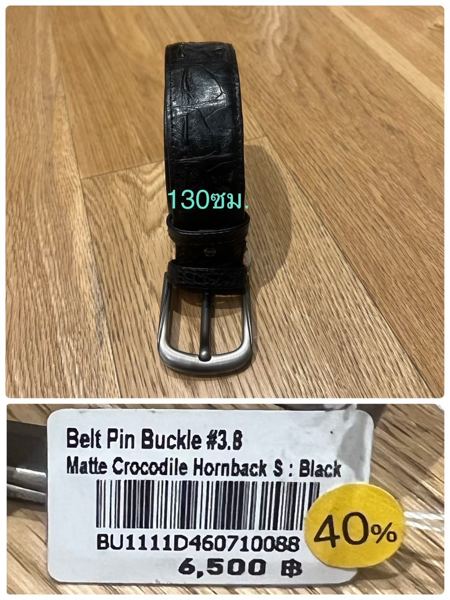 130ซม.
Belt Pin Buckle #3.8
Matte Crocodile Hornback S : Black
BU1111D460710088
6,500 ฿
40%